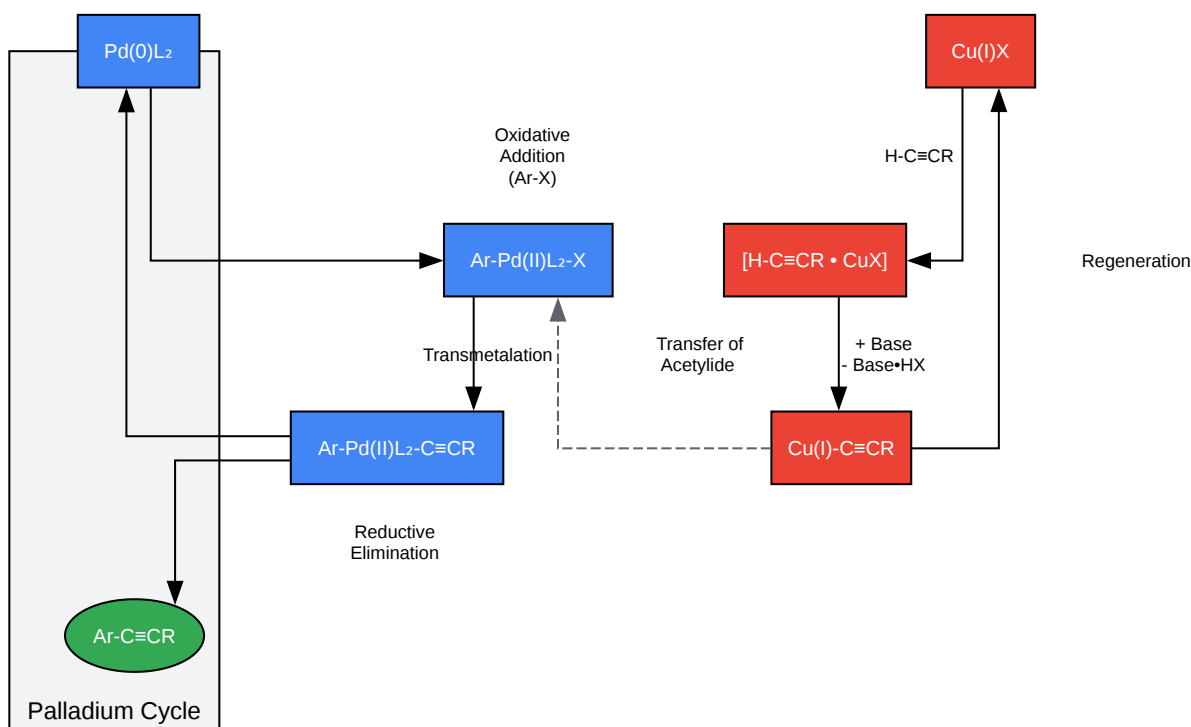 Pd(0)L₂
Cu(I)X
Oxidative
Addition
(Ar-X)
H-C≡CR
Ar-Pd(II)L₂-X
[H-C≡CR • CuX]
Regeneration
Transmetalation
Transfer of
Acetylide
+ Base
- Base•HX
Ar-Pd(II)L₂-C≡CR
Cu(I)-C≡CR
Reductive
Elimination
Ar-C≡CR
Palladium Cycle